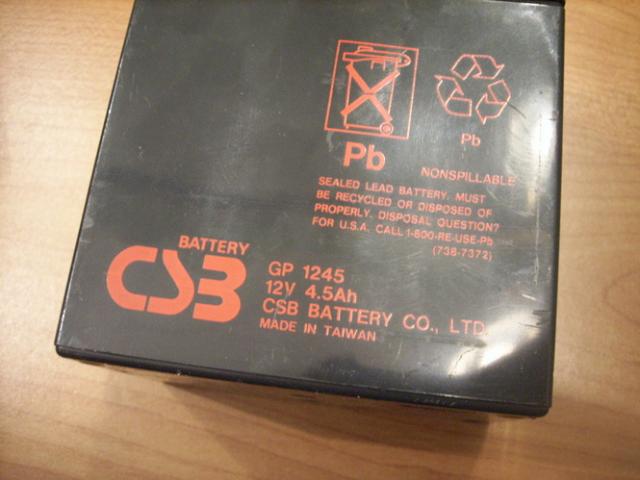 Pb
Pb
NONSPILLABLE
SEALED LEAD BATTERY. MUST
BE RECYCLED OR DISPOSED OF
PROPERLY. DISPOSAL QUESTION?
FOR U.S.A. CALL 1-800-RE-USE-Pb
(738-7372)
BATTERY
CSB
GP 1245
12V 4.5Ah
CSB BATTERY CO., LTD.
MADE IN TAIWAN